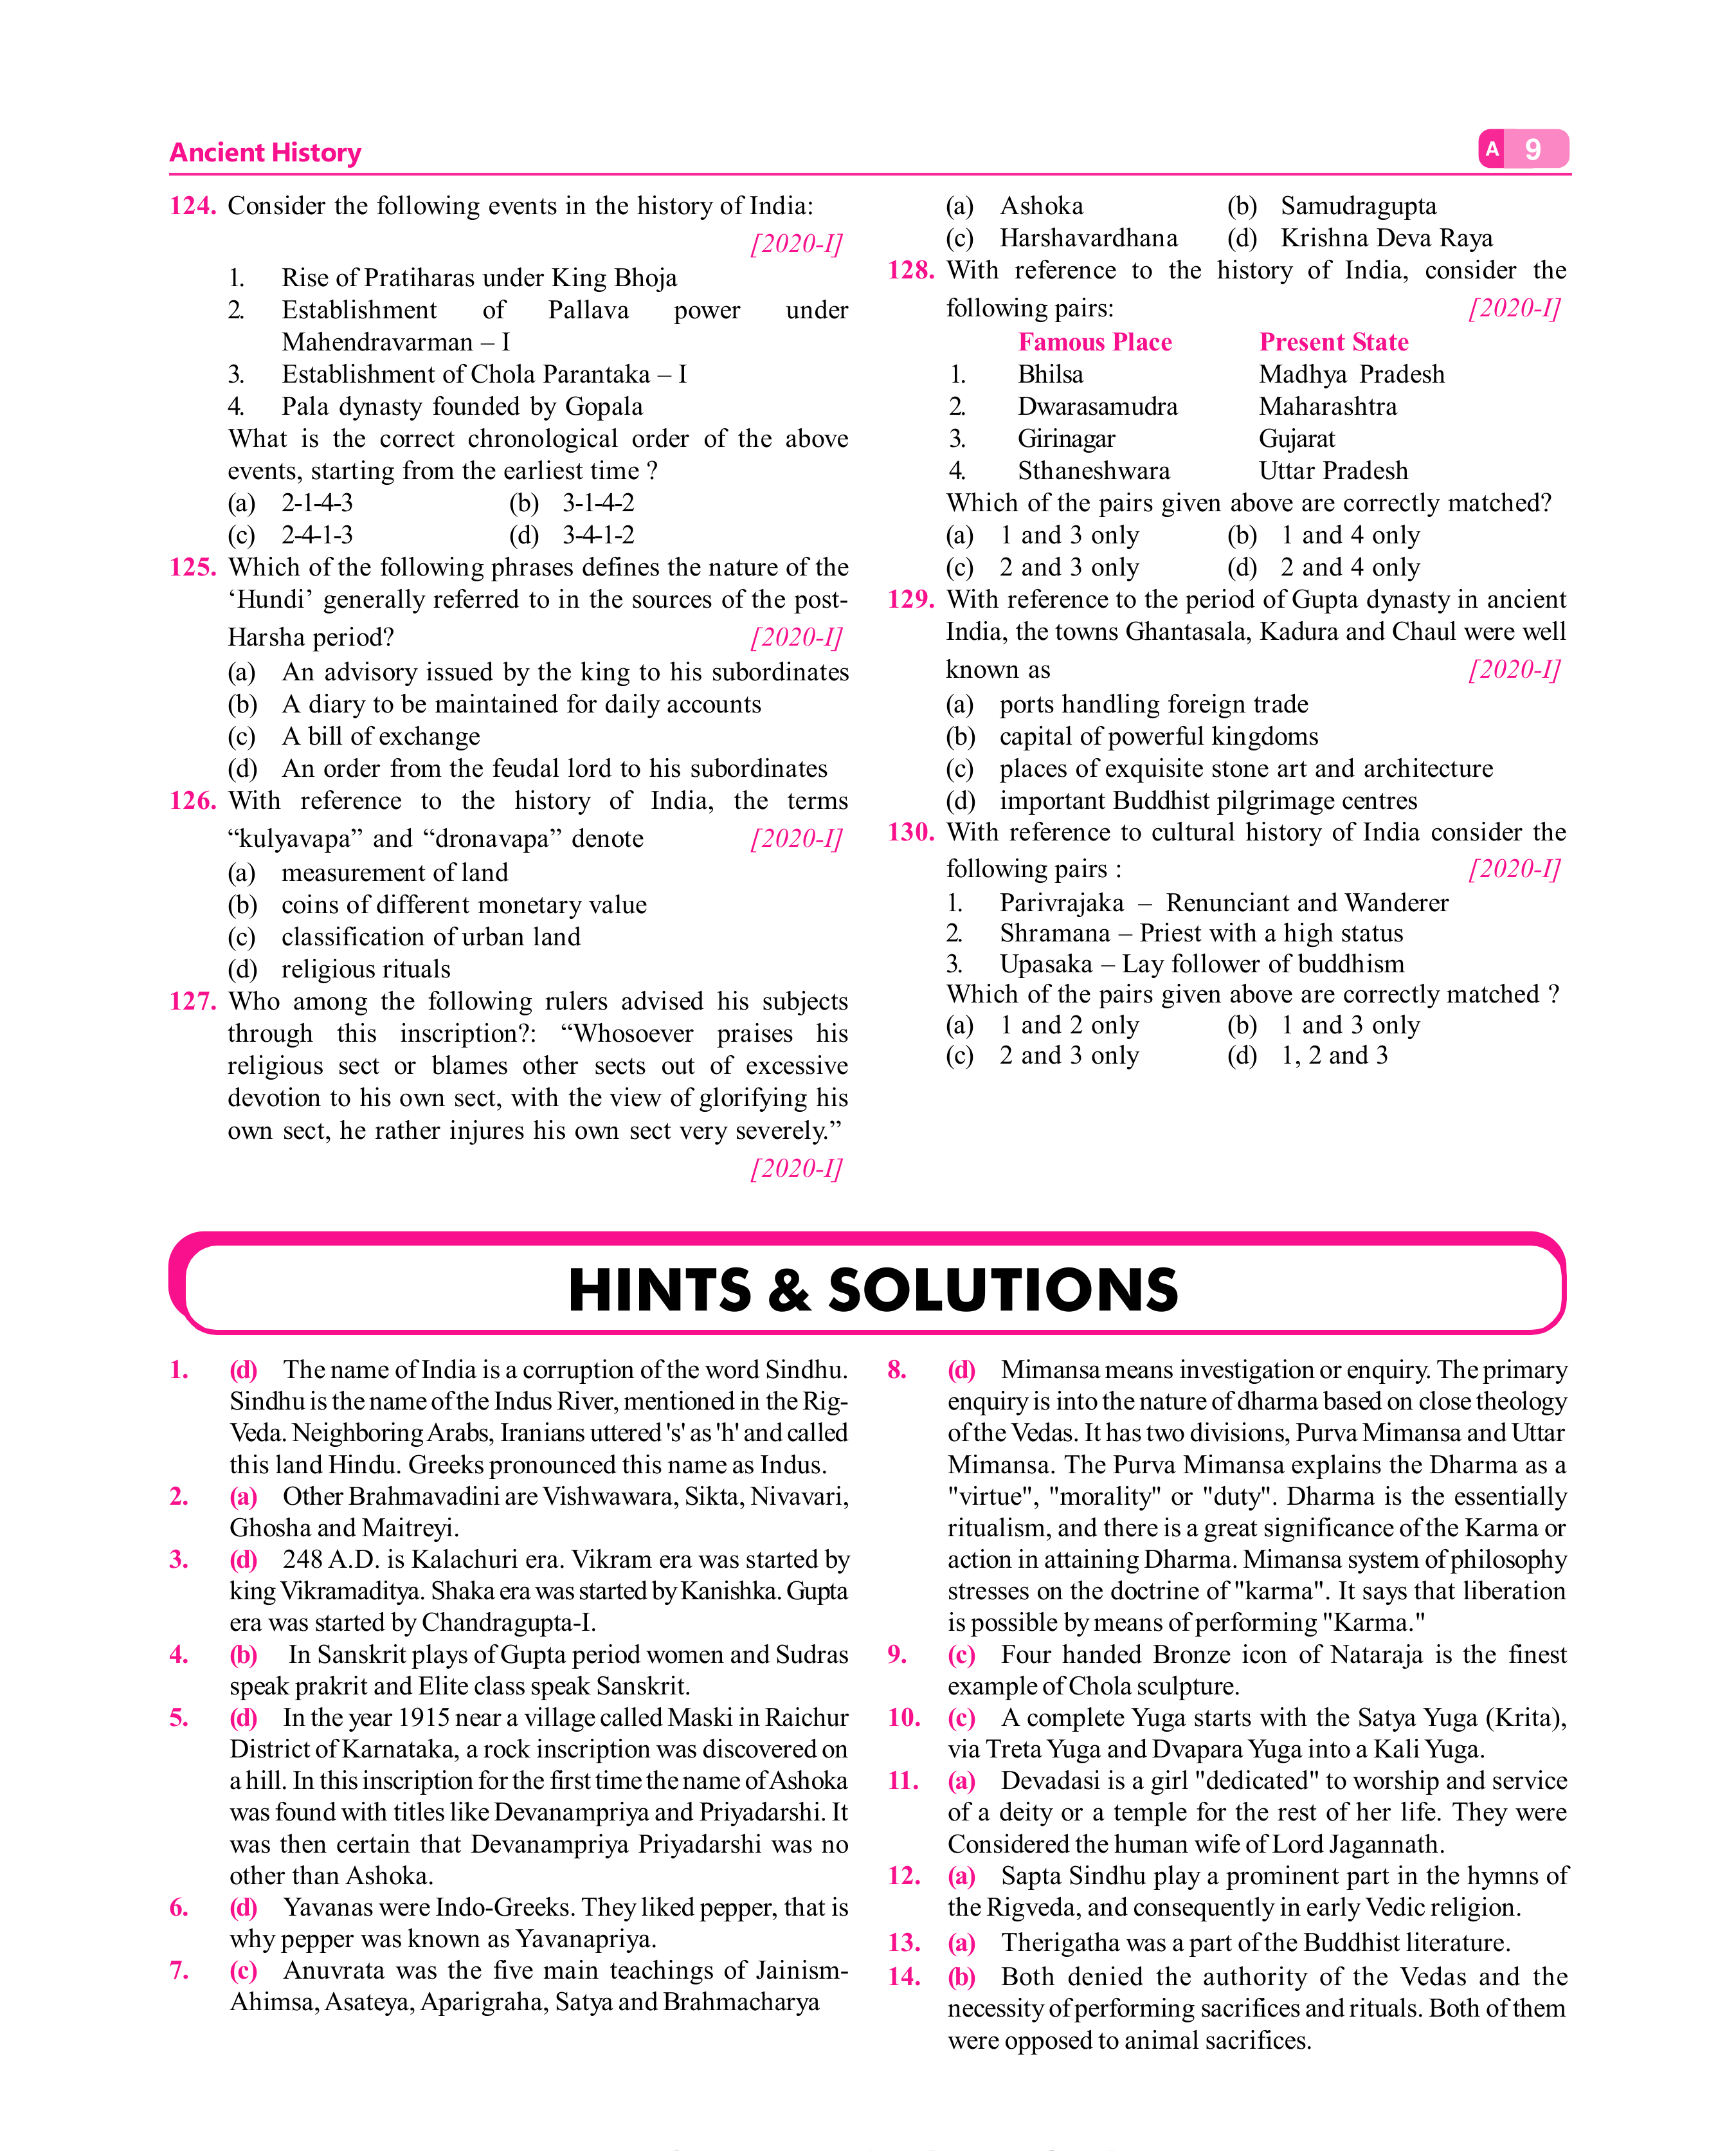 Ancient History
A 9
124. Consider the following events in the history of India:
[2020-I]
1. Rise of Pratiharas under King Bhoja
2. Establishment of Pallava power under
Mahendravarman – I
3. Establishment of Chola Parantaka – I
4. Pala dynasty founded by Gopala
What is the correct chronological order of the above
events, starting from the earliest time ?
(a) 2-1-4-3 (b) 3-1-4-2
(c) 2-4-1-3 (d) 3-4-1-2
125. Which of the following phrases defines the nature of the
‘Hundi’ generally referred to in the sources of the post-
Harsha period? [2020-I]
(a) An advisory issued by the king to his subordinates
(b) A diary to be maintained for daily accounts
(c) A bill of exchange
(d) An order from the feudal lord to his subordinates
126. With reference to the history of India, the terms
“kulyavapa” and “dronavapa” denote [2020-I]
(a) measurement of land
(b) coins of different monetary value
(c) classification of urban land
(d) religious rituals
127. Who among the following rulers advised his subjects
through this inscription?: “Whosoever praises his
religious sect or blames other sects out of excessive
devotion to his own sect, with the view of glorifying his
own sect, he rather injures his own sect very severely.”
[2020-I]
(a) Ashoka (b) Samudragupta
(c) Harshavardhana (d) Krishna Deva Raya
128. With reference to the history of India, consider the
following pairs: [2020-I]
Famous Place Present State
1. Bhilsa Madhya Pradesh
2. Dwarasamudra Maharashtra
3. Girinagar Gujarat
4. Sthaneshwara Uttar Pradesh
Which of the pairs given above are correctly matched?
(a) 1 and 3 only (b) 1 and 4 only
(c) 2 and 3 only (d) 2 and 4 only
129. With reference to the period of Gupta dynasty in ancient
India, the towns Ghantasala, Kadura and Chaul were well
known as [2020-I]
(a) ports handling foreign trade
(b) capital of powerful kingdoms
(c) places of exquisite stone art and architecture
(d) important Buddhist pilgrimage centres
130. With reference to cultural history of India consider the
following pairs : [2020-I]
1. Parivrajaka – Renunciant and Wanderer
2. Shramana – Priest with a high status
3. Upasaka – Lay follower of buddhism
Which of the pairs given above are correctly matched ?
(a) 1 and 2 only (b) 1 and 3 only
(c) 2 and 3 only (d) 1, 2 and 3
HINTS & SOLUTIONS
1. (d) The name of India is a corruption of the word Sindhu.
Sindhu is the name of the Indus River, mentioned in the Rig-
Veda. Neighboring Arabs, Iranians uttered 's' as 'h' and called
this land Hindu. Greeks pronounced this name as Indus.
2. (a) Other Brahmavadini are Vishwawara, Sikta, Nivavari,
Ghosha and Maitreyi.
3. (d) 248 A.D. is Kalachuri era. Vikram era was started by
king Vikramaditya. Shaka era was started by Kanishka. Gupta
era was started by Chandragupta-I.
4. (b) In Sanskrit plays of Gupta period women and Sudras
speak prakrit and Elite class speak Sanskrit.
5. (d) In the year 1915 near a village called Maski in Raichur
District of Karnataka, a rock inscription was discovered on
a hill. In this inscription for the first time the name of Ashoka
was found with titles like Devanampriya and Priyadarshi. It
was then certain that Devanampriya Priyadarshi was no
other than Ashoka.
6. (d) Yavanas were Indo-Greeks. They liked pepper, that is
why pepper was known as Yavanapriya.
7. (c) Anuvrata was the five main teachings of Jainism-
Ahimsa, Asateya, Aparigraha, Satya and Brahmacharya
8. (d) Mimansa means investigation or enquiry. The primary
enquiry is into the nature of dharma based on close theology
of the Vedas. It has two divisions, Purva Mimansa and Uttar
Mimansa. The Purva Mimansa explains the Dharma as a
"virtue", "morality" or "duty". Dharma is the essentially
ritualism, and there is a great significance of the Karma or
action in attaining Dharma. Mimansa system of philosophy
stresses on the doctrine of "karma". It says that liberation
is possible by means of performing "Karma."
9. (c) Four handed Bronze icon of Nataraja is the finest
example of Chola sculpture.
10. (c) A complete Yuga starts with the Satya Yuga (Krita),
via Treta Yuga and Dvapara Yuga into a Kali Yuga.
11. (a) Devadasi is a girl "dedicated" to worship and service
of a deity or a temple for the rest of her life. They were
Considered the human wife of Lord Jagannath.
12. (a) Sapta Sindhu play a prominent part in the hymns of
the Rigveda, and consequently in early Vedic religion.
13. (a) Therigatha was a part of the Buddhist literature.
14. (b) Both denied the authority of the Vedas and the
necessity of performing sacrifices and rituals. Both of them
were opposed to animal sacrifices.